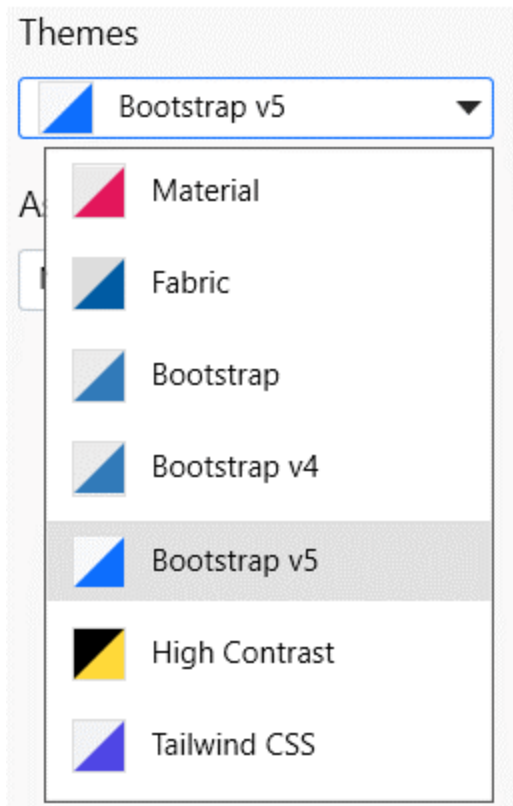 Themes
Bootstrap v5
Material
Fabric
Bootstrap
Bootstrap v4
Bootstrap v5
High Contrast
Tailwind CSS